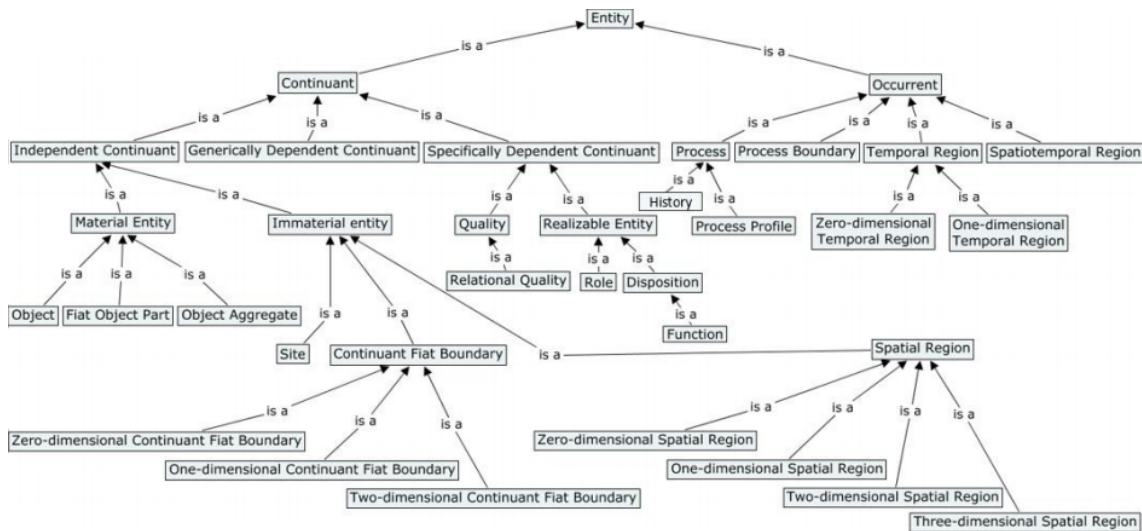 Entity
is a
is a
Continuant
Occurrent
is a
is a
is a
is a
is a
is a
is a
Independent Continuant
Generically Dependent Continuant
Specifically Dependent Continuant
Process
Process Boundary
Temporal Region
Spatiotemporal Region
is a
is a
is a
is a
is a
is a
is a
is a
History
Material Entity
Immaterial entity
Quality
Realizable Entity
Process Profile
Zero-dimensional
Temporal Region
One-dimensional
Temporal Region
is a
is a
is a
is a
is a
is a
Relational Quality
Role
Disposition
Object
Fiat Object Part
Object Aggregate
is a
is a
is a
Function
Site
Continuant Fiat Boundary
is a
Spatial Region
is a
is a
is a
is a
is a
is a
is a
Zero-dimensional Continuant Fiat Boundary
Zero-dimensional Spatial Region
One-dimensional Continuant Fiat Boundary
One-dimensional Spatial Region
Two-dimensional Continuant Fiat Boundary
Two-dimensional Spatial Region
Three-dimensional Spatial Region